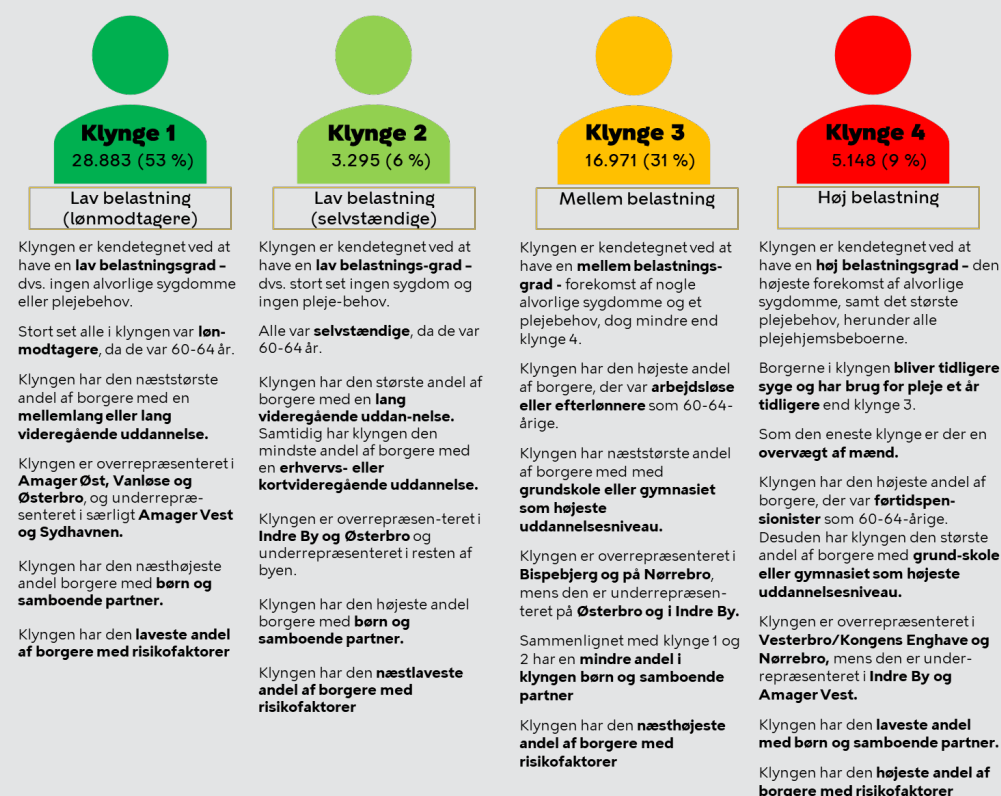 Klynge 1
28.883 (53 %)
Lav belastning
(lønmodtagere)
Klyngen er kendetegnet ved at
have en lav belastningsgrad –
dvs. ingen alvorlige sygdomme
eller plejebehov.
Stort set alle i klyngen var løn-
modtagere, da de var 60-64 år.
Klyngen har den næststørste
andel af borgere med en
mellemlang eller lang
videregående uddannelse.
Klyngen er overrepræsenteret i
Amager Øst, Vanløse og
Østerbro, og underrepræ-
senteret i særligt Amager Vest
og Sydhavnen.
Klyngen har den næsthøjeste
andel borgere med børn og
samboende partner.
Klyngen har den laveste andel
af borgere med risikofaktorer
Klynge 2
3.295 (6 %)
Lav belastning
(selvstændige)
Klyngen er kendetegnet ved at
have en lav belastnings-grad –
dvs. stort set ingen sygdom og
ingen pleje-behov.
Alle var selvstændige, da de var
60-64 år.
Klyngen har den største andel af
borgere med en lang
videregående uddan-nelse.
Samtidig har klyngen den
mindste andel af borgere med
en erhvervs- eller
kortvideregående uddannelse.
Klyngen er overrepræsen-teret i
Indre By og Østerbro og
underrepræsenteret i resten af
byen.
Klyngen har den højeste andel
borgere med børn og
samboende partner.
Klyngen har den næstlaveste
andel af borgere med
risikofaktorer
Klynge 3
16.971 (31 %)
Mellem belastning
Klyngen er kendetegnet ved at
have en mellem belastnings-
grad - forekomst af nogle
alvorlige sygdomme og et
plejebehov, dog mindre end
klynge 4.
Klyngen har den højeste andel
af borgere, der var arbejdsløse
eller efterlønnere som 60-64-
årige.
Klyngen har næststørste andel
af borgere med med
grundskole eller gymnasiet
som højeste
uddannelsesniveau.
Klyngen er overrepræsenteret i
Bispebjerg og på Nørrebro,
mens den er underrepræsen-
teret på Østerbro og i Indre By.
Sammenlignet med klynge 1 og
2 har en mindre andel i
klyngen børn og samboende
partner
Klyngen har den næsthøjeste
andel af borgere med
risikofaktorer
Klynge 4
5.148 (9 %)
Høj belastning
Klyngen er kendetegnet ved at
have en høj belastningsgrad – den
højeste forekomst af alvorlige
sygdomme, samt det største
plejebehov, herunder alle
plejehjemsbeboerne.
Borgerne i klyngen bliver tidligere
syge og har brug for pleje et år
tidligere end klynge 3.
Som den eneste klynge er der en
overvægt af mænd.
Klyngen har den højeste andel af
borgere, der var førtidspen-
sionister som 60-64-årige.
Desuden har klyngen den største
andel af borgere med grund-skole
eller gymnasiet som højeste
uddannelsesniveau.
Klyngen er overrepræsenteret i
Vesterbro/Kongens Enghave og
Nørrebro, mens den er under-
repræsenteret i Indre By og
Amager Vest.
Klyngen har den laveste andel
med børn og samboende partner.
Klyngen har den højeste andel af
borgere med risikofaktorer